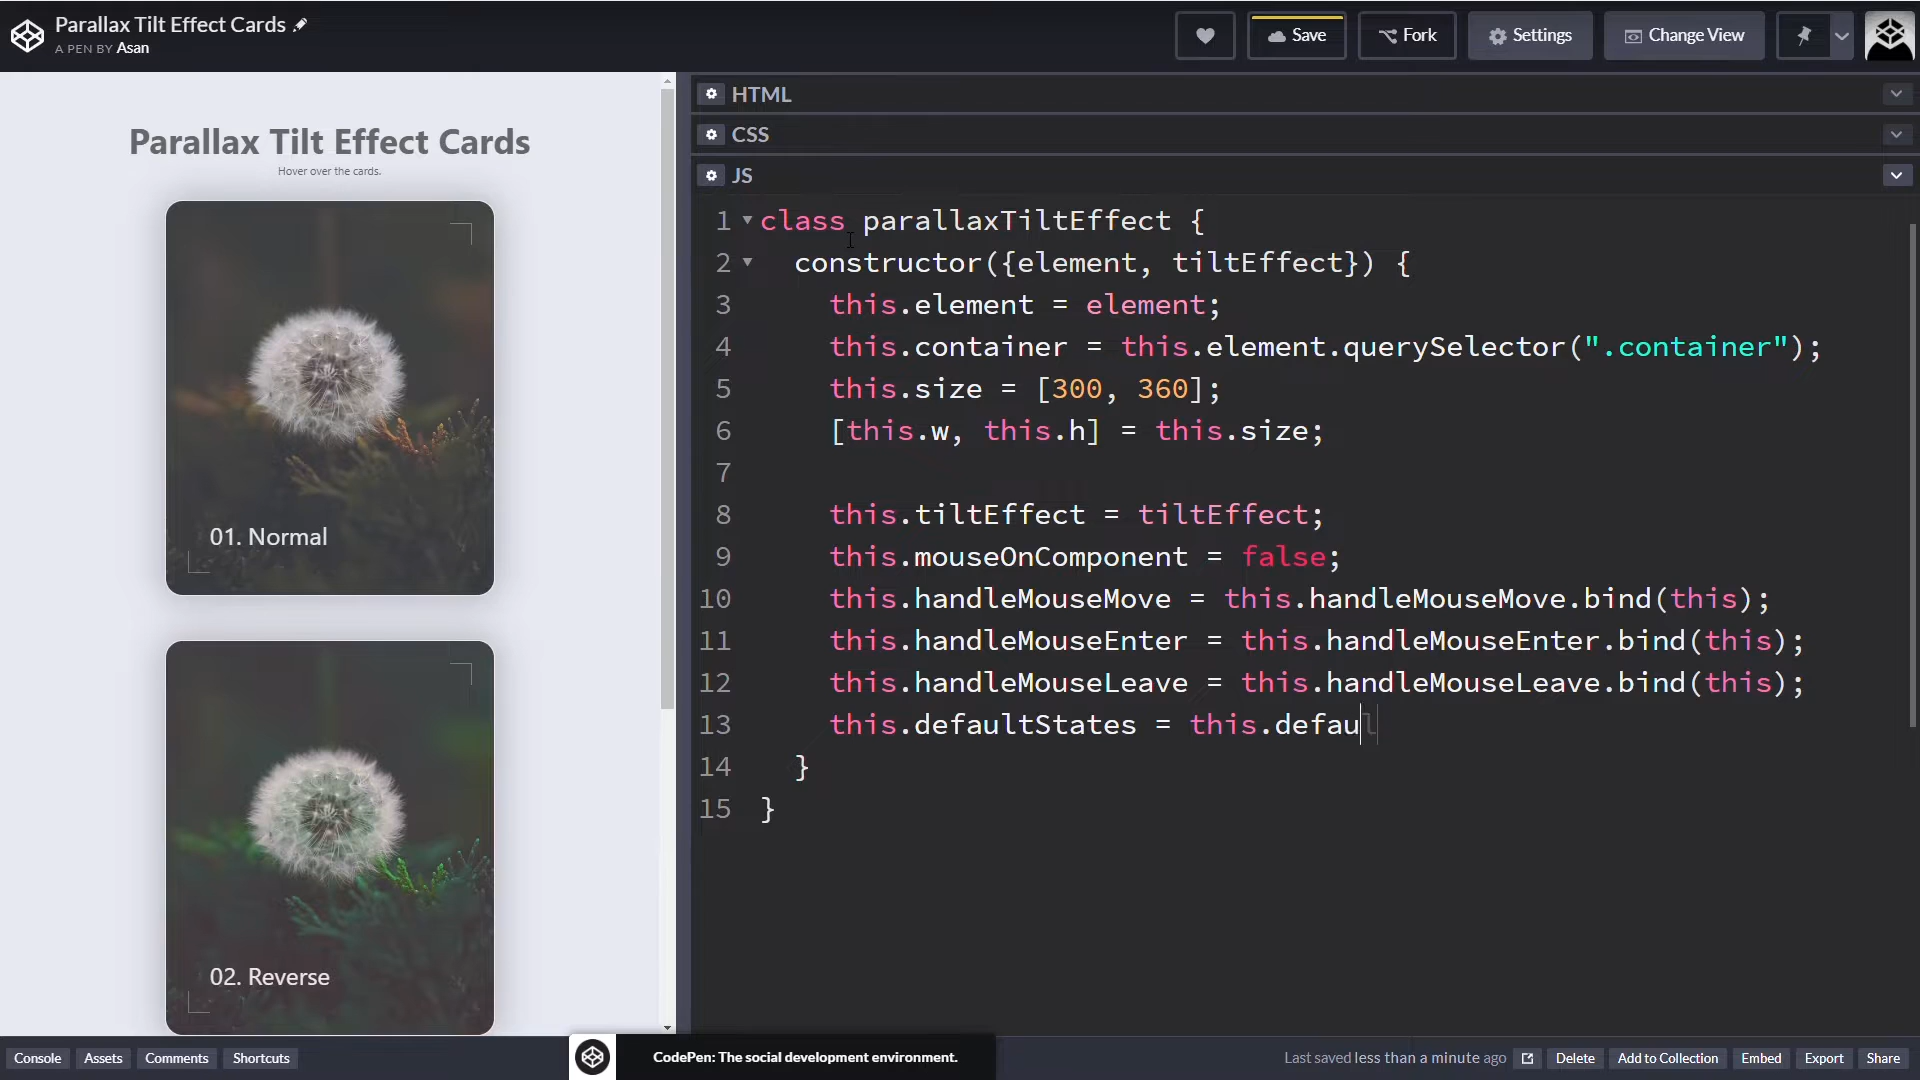 Parallax Tilt Effect Cards
A PEN BY Asan
Save
Fork
Settings
Change View
Parallax Tilt Effect Cards
Hover over the cards.
01. Normal
02. Reverse
HTML
CSS
JS
1 class parallaxTiltEffect {
2 constructor({element, tiltEffect}) {
3 this.element = element;
4 this.container = this.element.querySelector(".container");
5 this.size = [300, 360];
6 [this.w, this.h] = this.size;
7
8 this.tiltEffect = tiltEffect;
9 this.mouseOnComponent = false;
10 this.handleMouseMove = this.handleMouseMove.bind(this);
11 this.handleMouseEnter = this.handleMouseEnter.bind(this);
12 this.handleMouseLeave = this.handleMouseLeave.bind(this);
13 this.defaultStates = this.defaul
14 }
15 }
Console
Assets
Comments
Shortcuts
CodePen: The social development environment.
Last saved less than a minute ago
Delete
Add to Collection
Embed
Export
Share